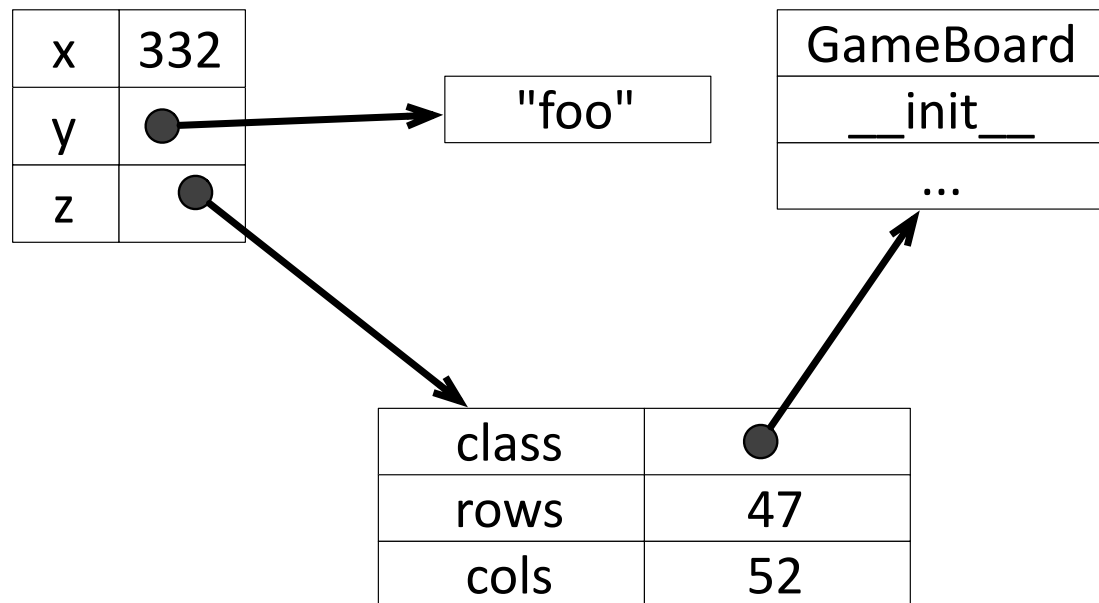 x 332
y
z
"foo"
GameBoard
__init__
...
class
rows 47
cols 52